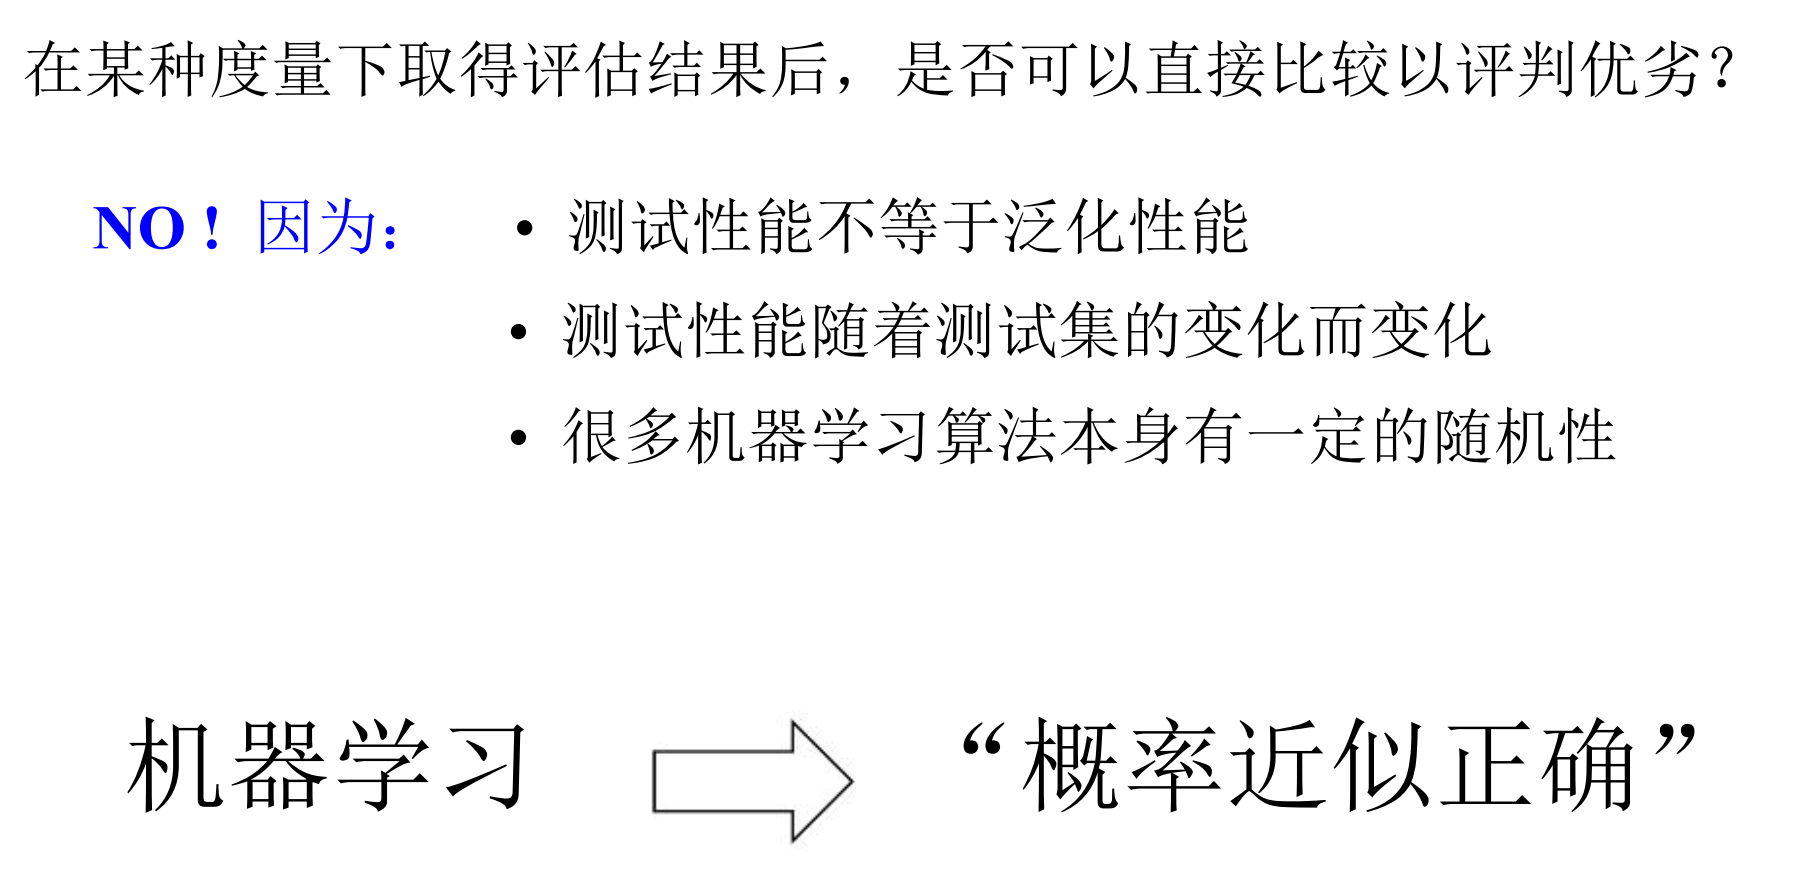 在某种度量下取得评估结果后，是否可以直接比较以评判优劣？
NO！因为：
• 测试性能不等于泛化性能
• 测试性能随着测试集的变化而变化
• 很多机器学习算法本身有一定的随机性
机器学习 “概率近似正确”